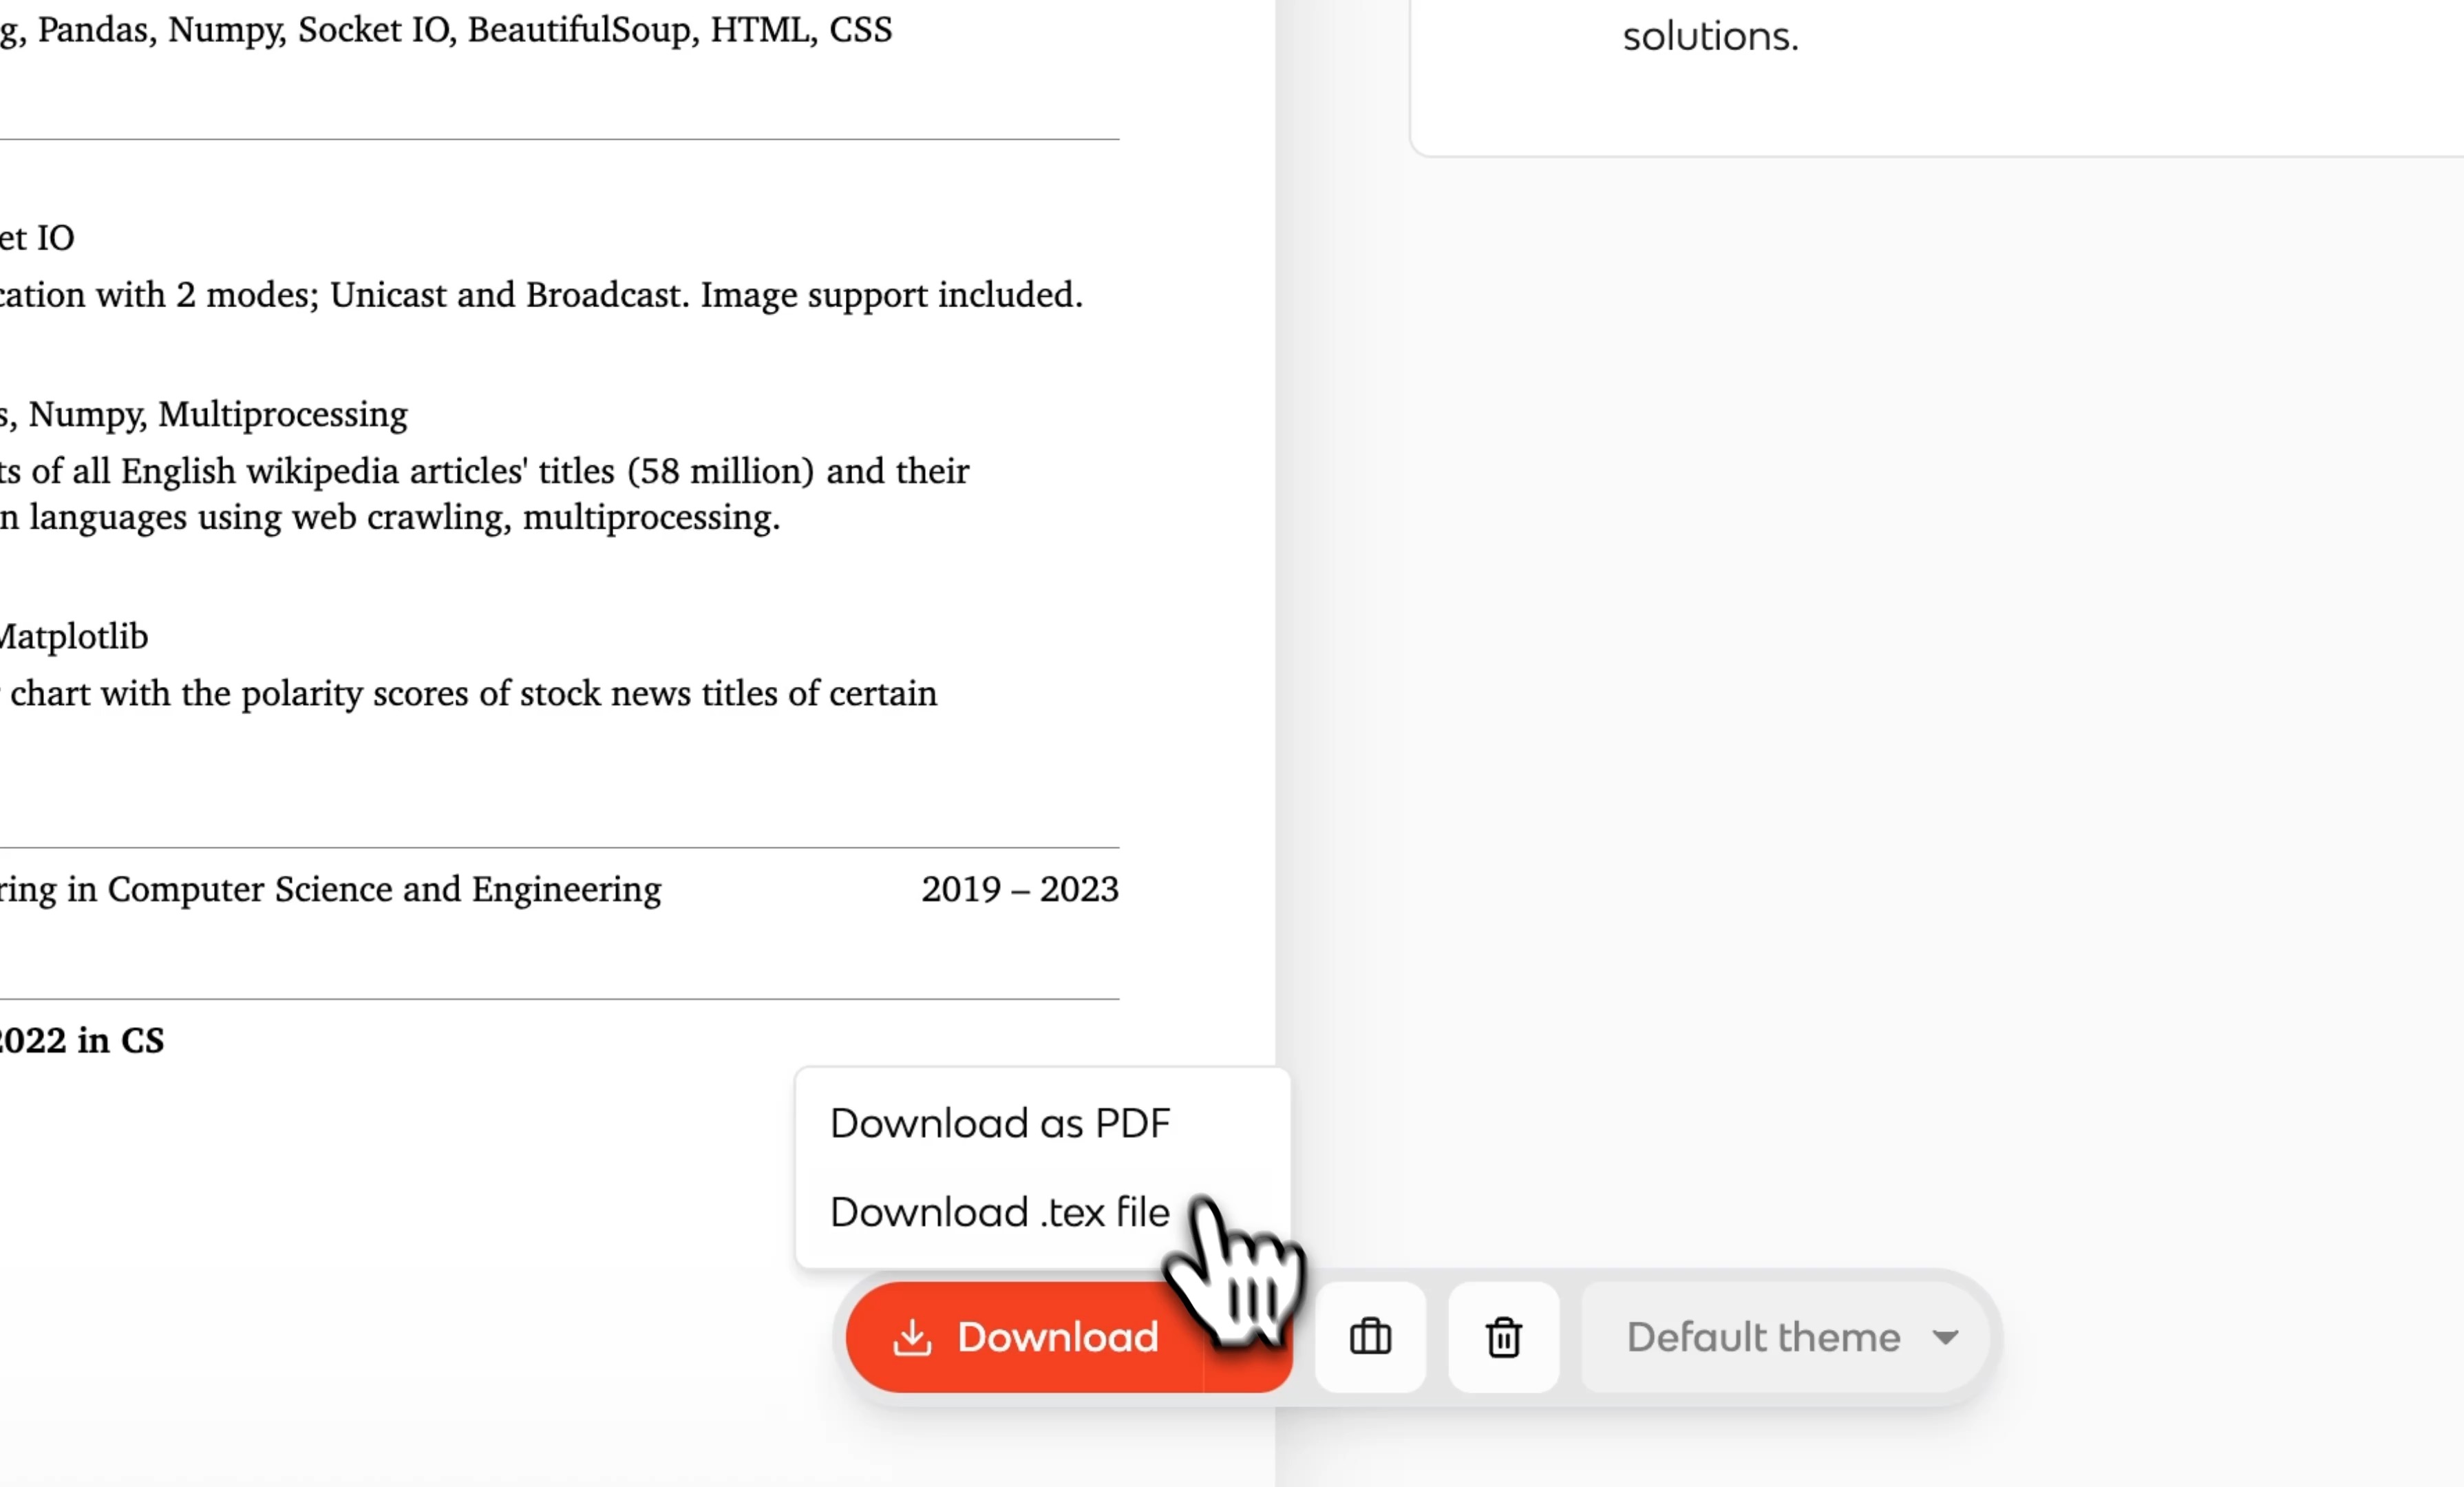 g, Pandas, Numpy, Socket IO, BeautifulSoup, HTML, CSS
solutions.
et IO
cation with 2 modes; Unicast and Broadcast. Image support included.
s, Numpy, Multiprocessing
ts of all English wikipedia articles' titles (58 million) and their
n languages using web crawling, multiprocessing.
Matplotlib
chart with the polarity scores of stock news titles of certain
ring in Computer Science and Engineering 2019 – 2023
2022 in CS
Download as PDF
Download .tex file
Download
Default theme